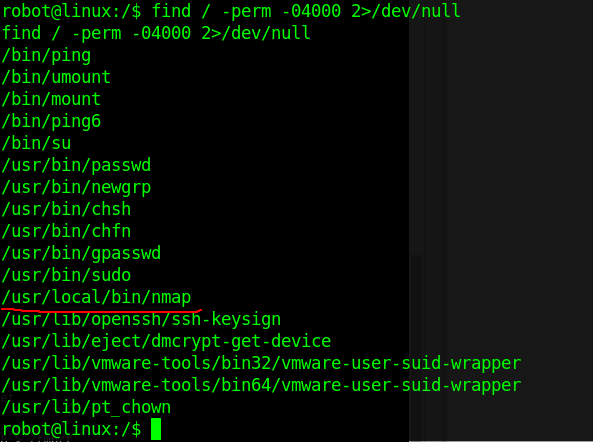 robot@linux:/$ find / -perm -04000 2>/dev/null
find / -perm -04000 2>/dev/null
/bin/ping
/bin/umount
/bin/mount
/bin/ping6
/bin/su
/usr/bin/passwd
/usr/bin/newgrp
/usr/bin/chsh
/usr/bin/chfn
/usr/bin/gpasswd
/usr/bin/sudo
/usr/local/bin/nmap
/usr/lib/openssh/ssh-keysign
/usr/lib/eject/dmcrypt-get-device
/usr/lib/vmware-tools/bin32/vmware-user-suid-wrapper
/usr/lib/vmware-tools/bin64/vmware-user-suid-wrapper
/usr/lib/pt_chown
robot@linux:/$